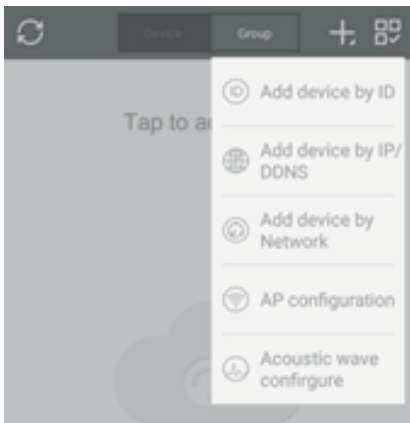 Device Group
Tap to a
ID Add device by ID
Add device by IP/
DDNS
Add device by
Network
AP configuration
Acoustic wave
confirgure